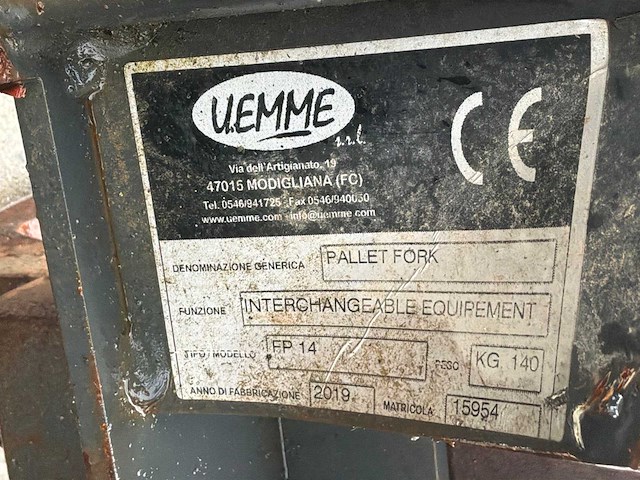 U.EMME
s.r.l.
Via dell'Artigianato, 19
47015 MODIGLIANA (FC)
Tel. 0546/941725 - Fax 0546/940050
www.uemme.com - info@uemme.com
CE
DENOMINAZIONE GENERICA PALLET FORK
FUNZIONE INTERCHANGEABLE EQUIPEMENT
TIPO / MODELLO FP 14 PESO KG 140
ANNO DI FABBRICAZIONE 2019 MATRICOLA 15954